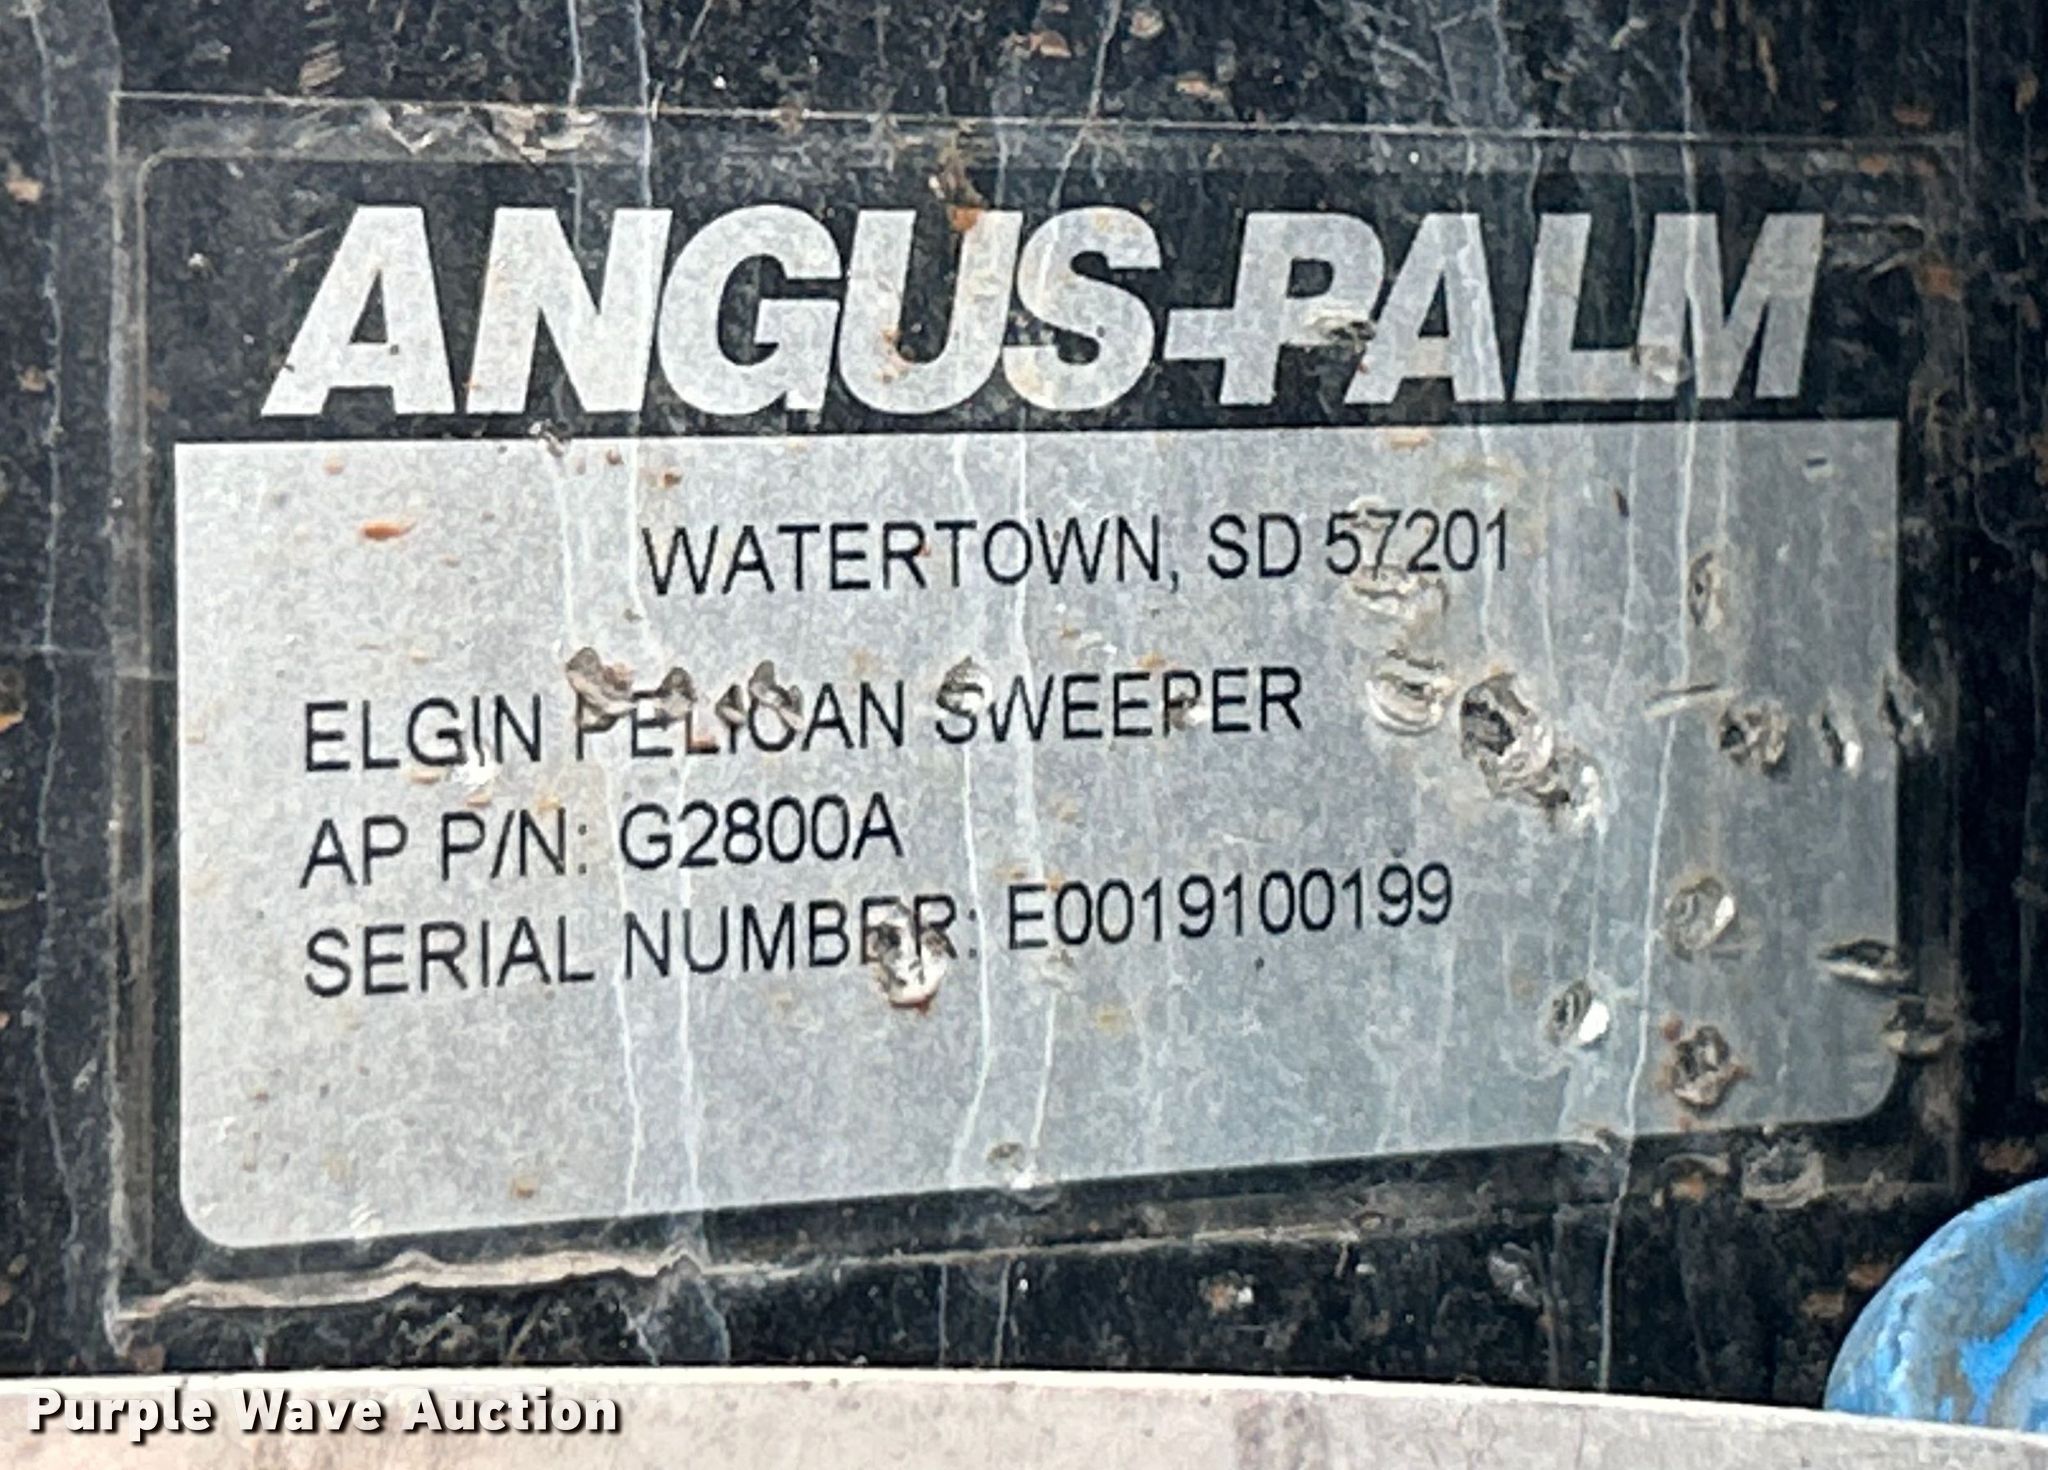 ANGUS-PALM
WATERTOWN, SD 57201
ELGIN PELICAN SWEEPER
AP P/N: G2800A
SERIAL NUMBER: E0019100199
Purple Wave Auction